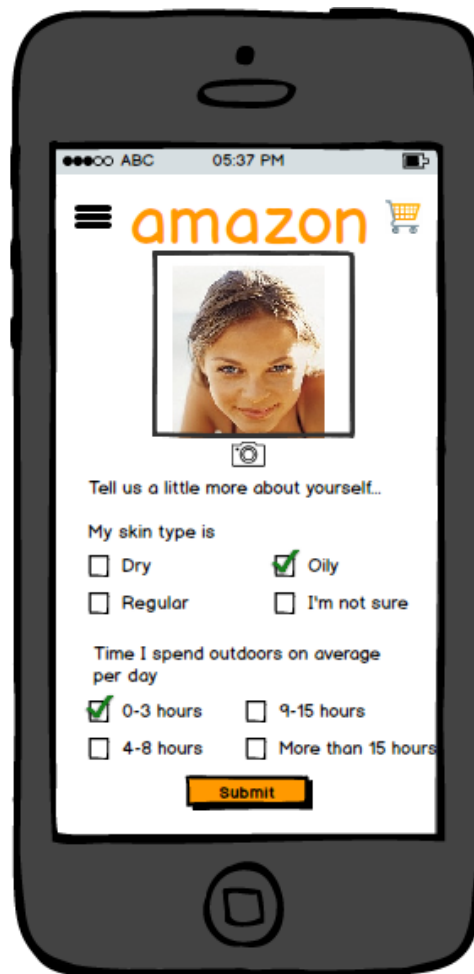 ABC 05:37 PM
amazon
Tell us a little more about yourself...
My skin type is
Dry Oily
Regular I'm not sure
Time I spend outdoors on average
per day
0-3 hours 9-15 hours
4-8 hours More than 15 hours
Submit